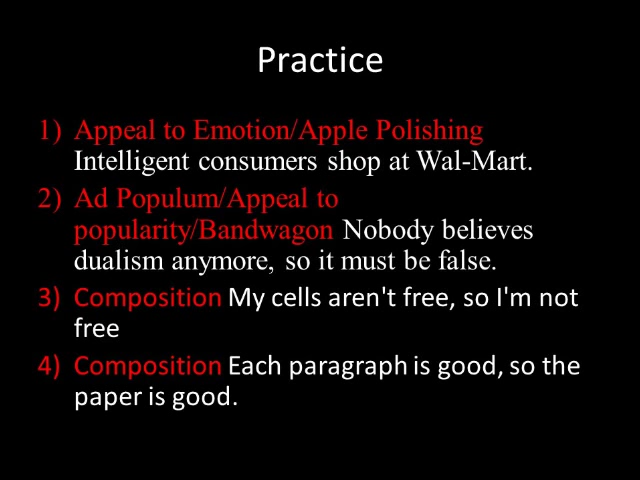 Practice
1) Appeal to Emotion/Apple Polishing
Intelligent consumers shop at Wal-Mart.
2) Ad Populum/Appeal to
popularity/Bandwagon Nobody believes
dualism anymore, so it must be false.
3) Composition My cells aren't free, so I'm not
free
4) Composition Each paragraph is good, so the
paper is good.